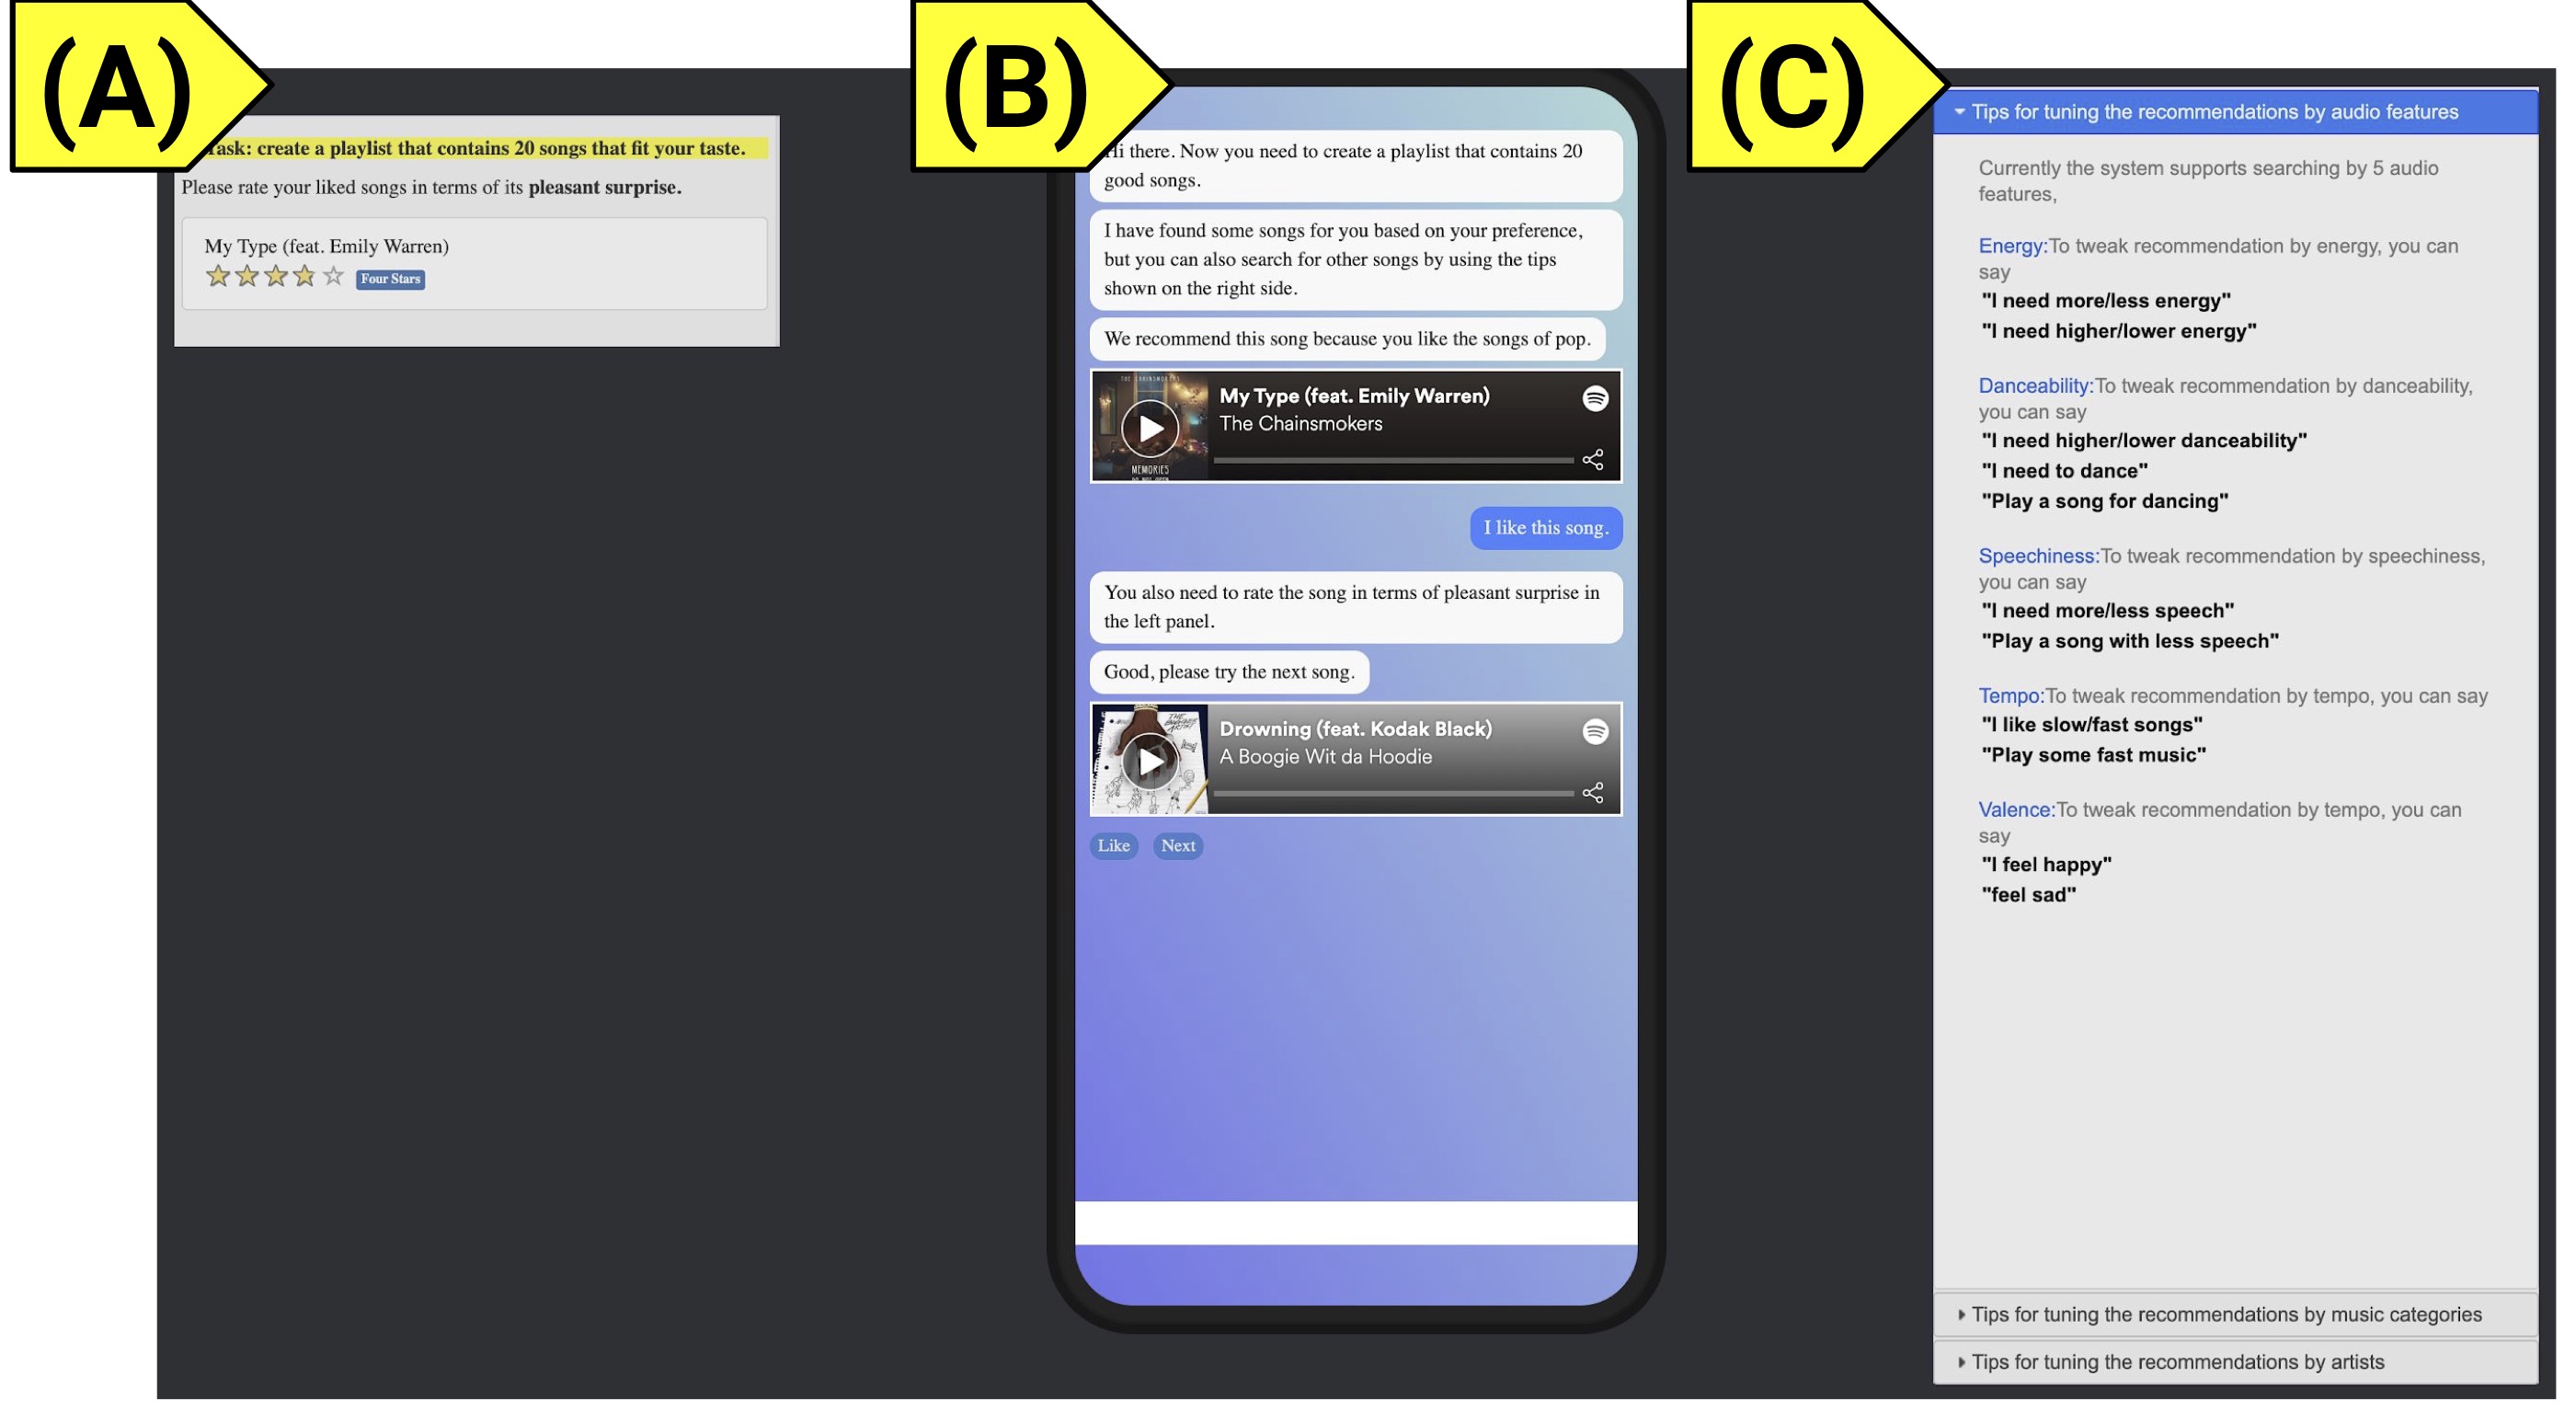 (A)
Task: create a playlist that contains 20 songs that fit your taste.
Please rate your liked songs in terms of its pleasant surprise.
My Type (feat. Emily Warren)
Four Stars
(B)
Hi there. Now you need to create a playlist that contains 20
good songs.
I have found some songs for you based on your preference,
but you can also search for other songs by using the tips
shown on the right side.
We recommend this song because you like the songs of pop.
THE CHAINSMOKERS
MEMORIES
My Type (feat. Emily Warren)
The Chainsmokers
I like this song.
You also need to rate the song in terms of pleasant surprise in
the left panel.
Good, please try the next song.
Drowning (feat. Kodak Black)
A Boogie Wit da Hoodie
Like
Next
(C)
Tips for tuning the recommendations by audio features
Currently the system supports searching by 5 audio
features,
Energy:To tweak recommendation by energy, you can
say
"I need more/less energy"
"I need higher/lower energy"
Danceability:To tweak recommendation by danceability,
you can say
"I need higher/lower danceability"
"I need to dance"
"Play a song for dancing"
Speechiness:To tweak recommendation by speechiness,
you can say
"I need more/less speech"
"Play a song with less speech"
Tempo:To tweak recommendation by tempo, you can say
"I like slow/fast songs"
"Play some fast music"
Valence:To tweak recommendation by tempo, you can
say
"I feel happy"
"feel sad"
Tips for tuning the recommendations by music categories
Tips for tuning the recommendations by artists